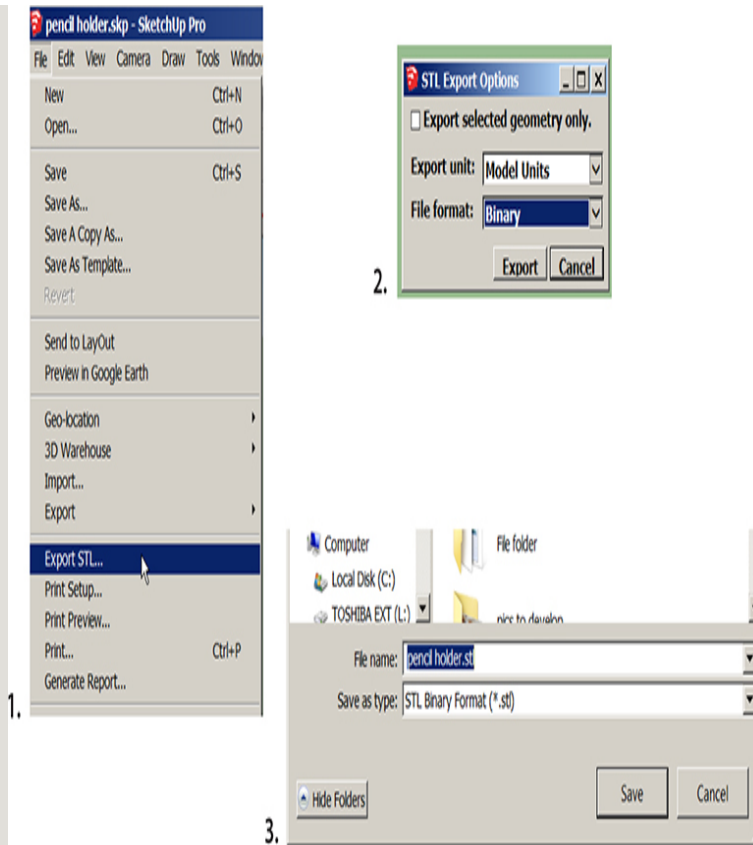 pencil holder.skp - SketchUp Pro
File Edit View Camera Draw Tools Window
New Ctrl+N
Open... Ctrl+O
Save Ctrl+S
Save As...
Save A Copy As...
Save As Template...
Revert
Send to LayOut
Preview in Google Earth
Geo-location
3D Warehouse
Import...
Export
Export STL...
Print Setup...
Print Preview...
Print... Ctrl+P
Generate Report...
1.
STL Export Options
Export selected geometry only.
Export unit: Model Units
File format: Binary
Export Cancel
2.
Computer File folder
Local Disk (C:)
TOSHIBA EXT (L:) pics to develop
File name: pencil holder.stl
Save as type: STL Binary Format (*.stl)
Hide Folders Save Cancel
3.